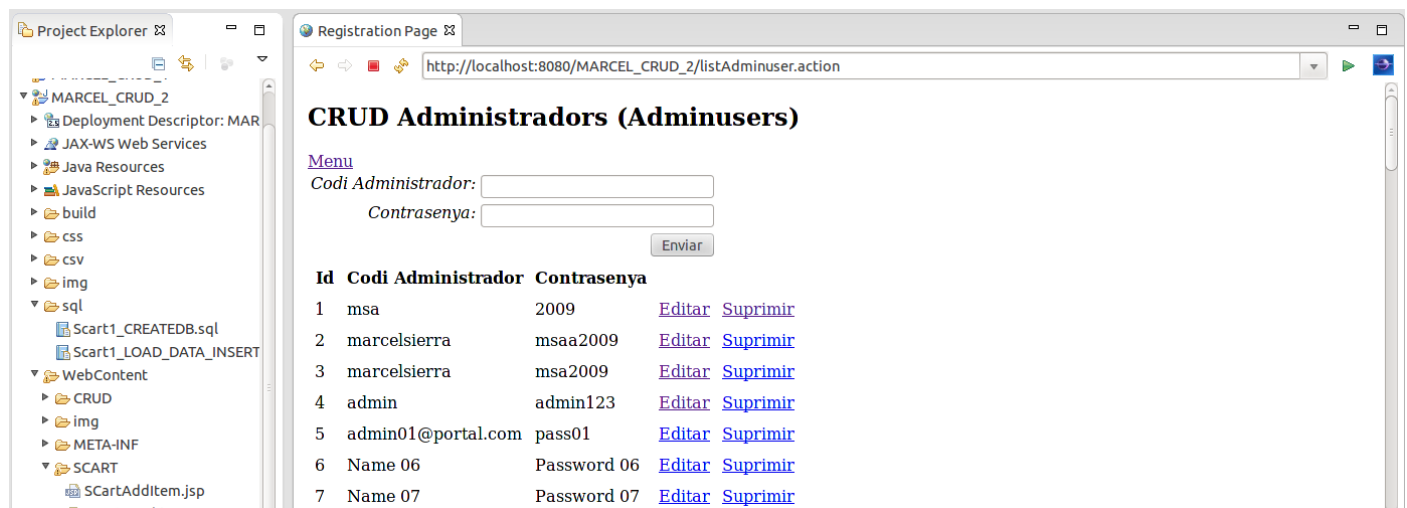 Project Explorer
MARCEL_CRUD_2
Deployment Descriptor: MAR
JAX-WS Web Services
Java Resources
JavaScript Resources
build
css
csv
img
sql
Scart1_CREATEDB.sql
Scart1_LOAD_DATA_INSERT
WebContent
CRUD
img
META-INF
SCART
SCartAddItem.jsp
Registration Page
http://localhost:8080/MARCEL_CRUD_2/listAdminuser.action
CRUD Administradors (Adminusers)
Menu
Codi Administrador:
Contrasenya:
Enviar
Id Codi Administrador Contrasenya
1 msa 2009 Editar Suprimir
2 marcelsierra msaa2009 Editar Suprimir
3 marcelsierra msa2009 Editar Suprimir
4 admin admin123 Editar Suprimir
5 admin01@portal.com pass01 Editar Suprimir
6 Name 06 Password 06 Editar Suprimir
7 Name 07 Password 07 Editar Suprimir